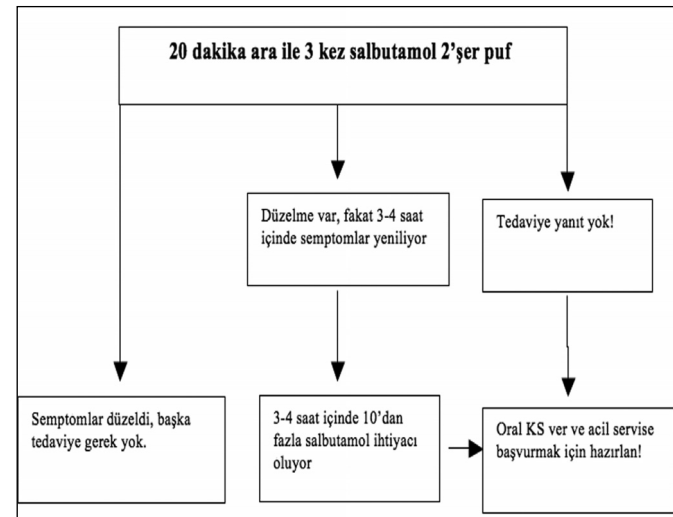 20 dakika ara ile 3 kez salbutamol 2’şer puf
Düzelme var, fakat 3-4 saat
içinde semptomlar yeniliyor
Tedaviye yanıt yok!
Semptomlar düzeldi, başka
tedaviye gerek yok.
3-4 saat içinde 10’dan
fazla salbutamol ihtiyacı
oluyor
Oral KS ver ve acil servise
başvurmak için hazırlan!